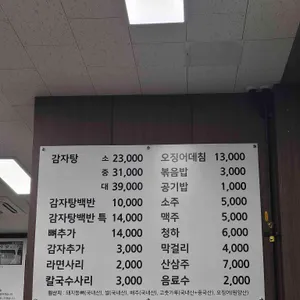 감자탕 소 23,000
중 31,000
대 39,000
감자탕백반 10,000
감자탕백반 특 14,000
뼈추가 14,000
감자추가 3,000
라면사리 2,000
칼국수사리 3,000
오징어데침 13,000
볶음밥 3,000
공기밥 1,000
소주 5,000
맥주 5,000
청하 6,000
막걸리 4,000
산삼주 7,000
음료수 2,000